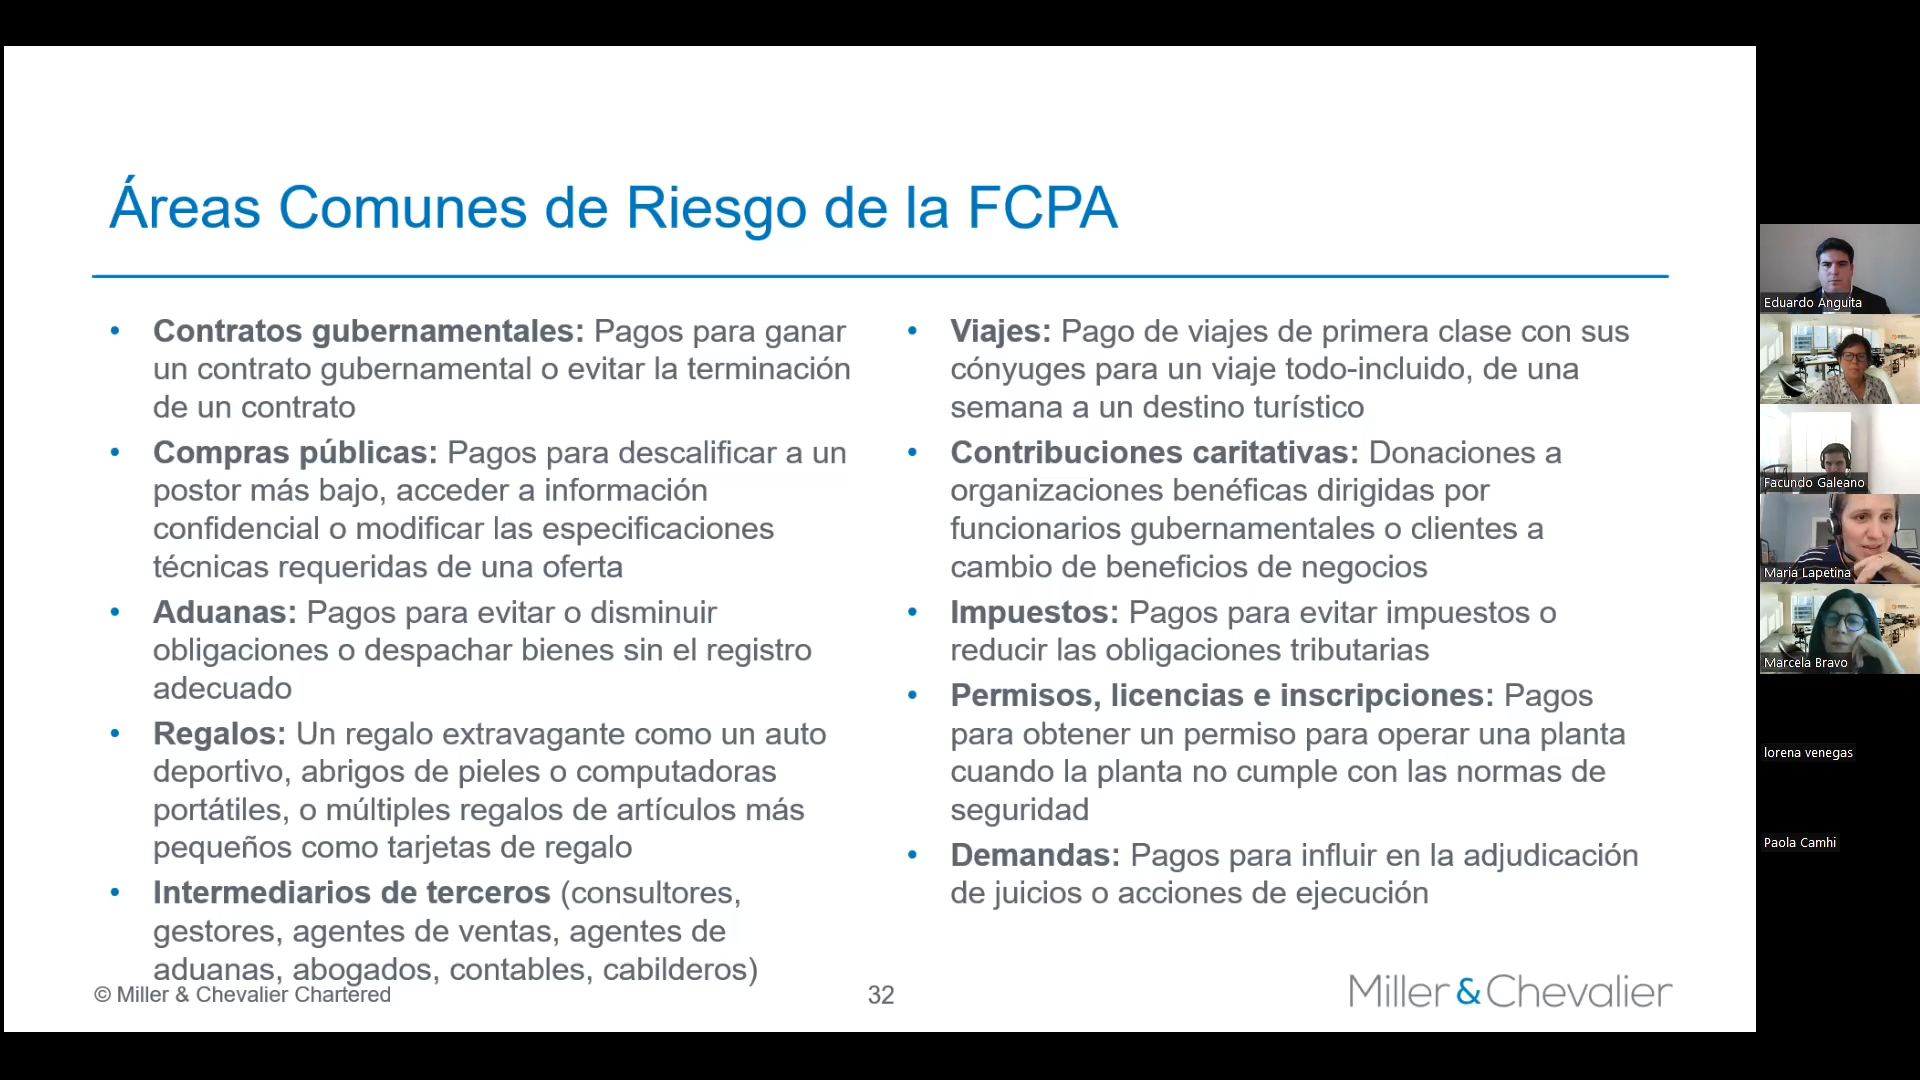 Áreas Comunes de Riesgo de la FCPA
• Contratos gubernamentales: Pagos para ganar
un contrato gubernamental o evitar la terminación
de un contrato
• Compras públicas: Pagos para descalificar a un
postor más bajo, acceder a información
confidencial o modificar las especificaciones
técnicas requeridas de una oferta
• Aduanas: Pagos para evitar o disminuir
obligaciones o despachar bienes sin el registro
adecuado
• Regalos: Un regalo extravagante como un auto
deportivo, abrigos de pieles o computadoras
portátiles, o múltiples regalos de artículos más
pequeños como tarjetas de regalo
• Intermediarios de terceros (consultores,
gestores, agentes de ventas, agentes de
aduanas, abogados, contables, cabilderos)
• Viajes: Pago de viajes de primera clase con sus
cónyuges para un viaje todo-incluido, de una
semana a un destino turístico
• Contribuciones caritativas: Donaciones a
organizaciones benéficas dirigidas por
funcionarios gubernamentales o clientes a
cambio de beneficios de negocios
• Impuestos: Pagos para evitar impuestos o
reducir las obligaciones tributarias
• Permisos, licencias e inscripciones: Pagos
para obtener un permiso para operar una planta
cuando la planta no cumple con las normas de
seguridad
• Demandas: Pagos para influir en la adjudicación
de juicios o acciones de ejecución
© Miller & Chevalier Chartered
32
Miller & Chevalier
Eduardo Anguita
Facundo Galeano
Maria Lapetina
Marcela Bravo
lorena venegas
Paola Camhi